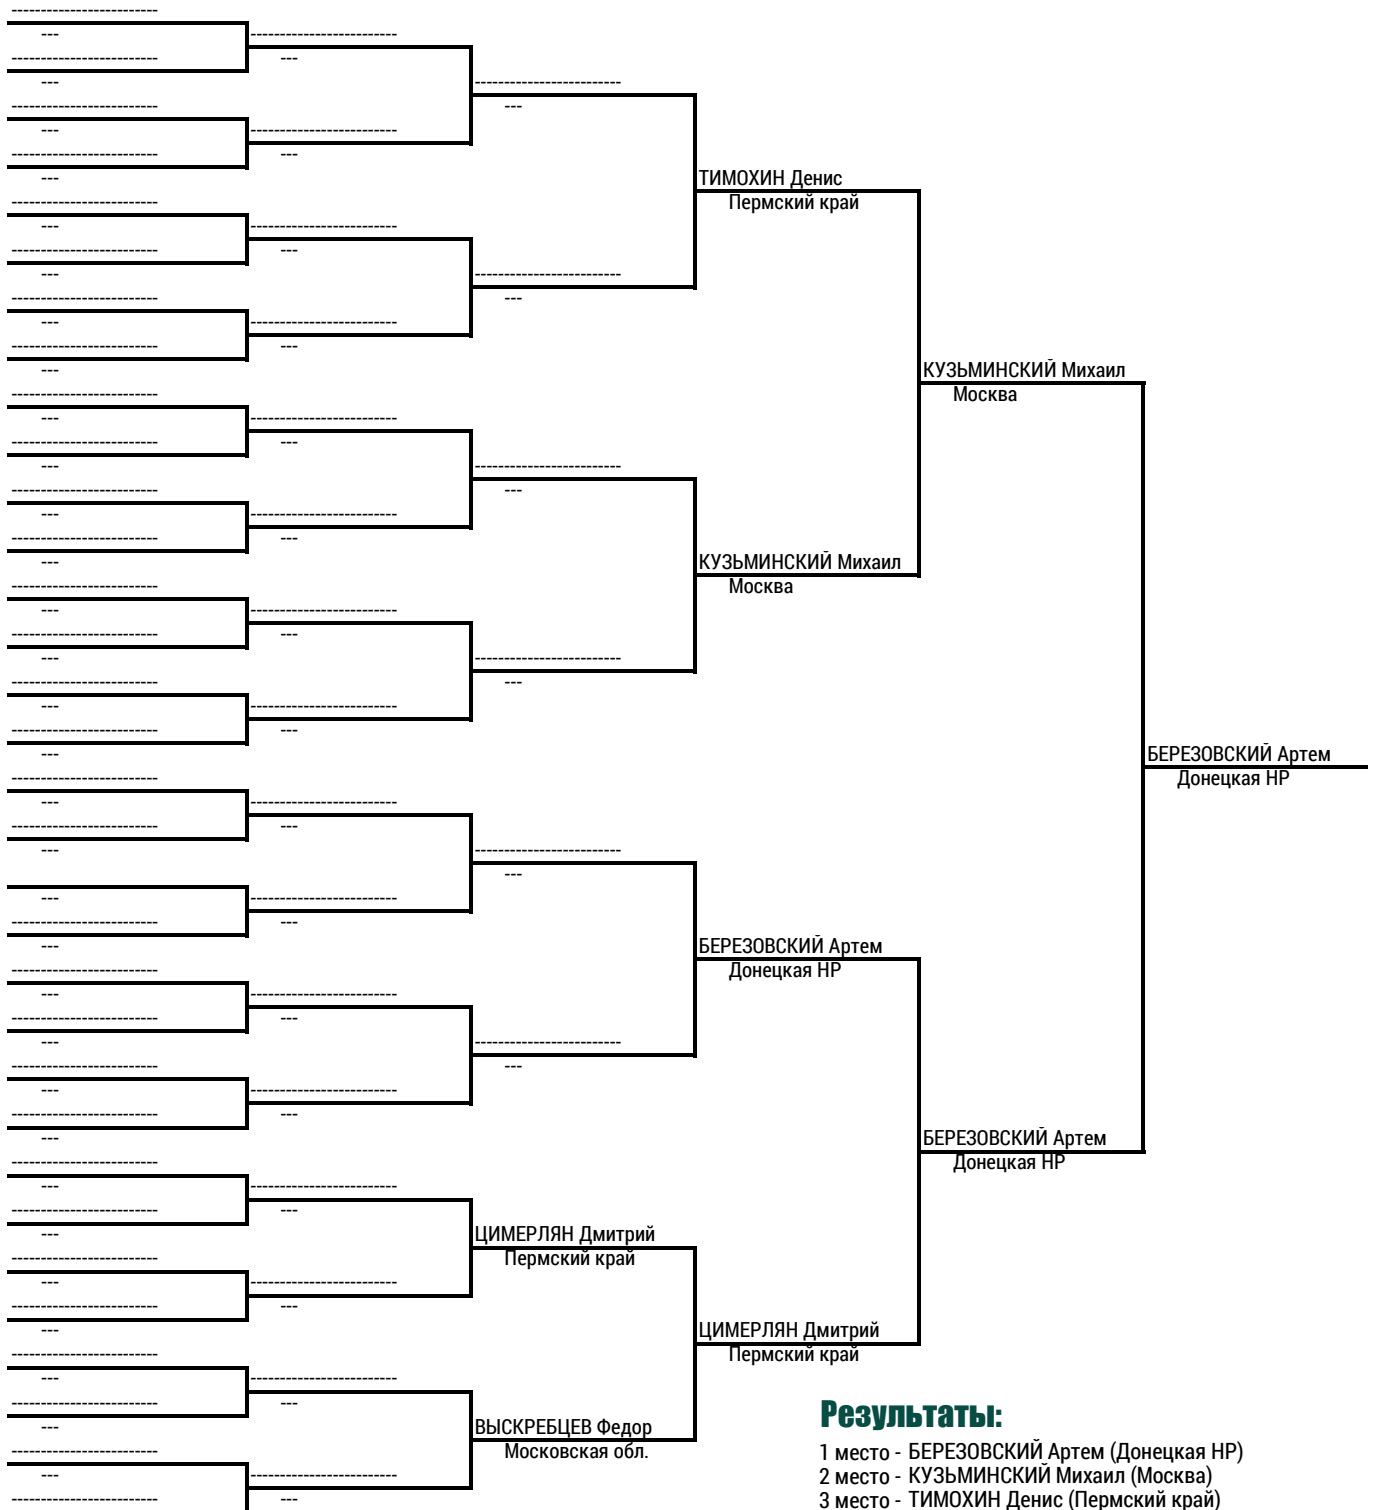 ТИМОХИН Денис
Пермский край
КУЗЬМИНСКИЙ Михаил
Москва
КУЗЬМИНСКИЙ Михаил
Москва
БЕРЕЗОВСКИЙ Артем
Донецкая НР
БЕРЕЗОВСКИЙ Артем
Донецкая НР
БЕРЕЗОВСКИЙ Артем
Донецкая НР
ЦИМЕРЛЯН Дмитрий
Пермский край
ЦИМЕРЛЯН Дмитрий
Пермский край
ВЫСКРЕБЦЕВ Федор
Московская обл.
Результаты:
1 место - БЕРЕЗОВСКИЙ Артем (Донецкая НР)
2 место - КУЗЬМИНСКИЙ Михаил (Москва)
3 место - ТИМОХИН Денис (Пермский край)